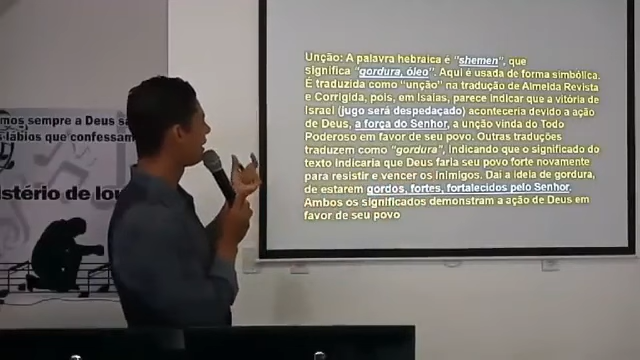 mos sempre a Deus sa
lábios que confessam
istério de lou
Unção: A palavra hebraica é "shemen", que
significa "gordura, óleo". Aqui é usada de forma simbólica.
É traduzida como "unção" na tradução de Almeida Revista
e Corrigida, pois, em Isaías, parece indicar que a vitória de
Israel (jugo será despedaçado) aconteceria devido a ação
de Deus, a força do Senhor, a unção vinda do Todo
Poderoso em favor de seu povo. Outras traduções
traduzem como "gordura", indicando que o significado do
texto indicaria que Deus faria seu povo forte novamente
para resistir e vencer os inimigos. Daí a ideia de gordura,
de estarem gordos, fortes, fortalecidos pelo Senhor.
Ambos os significados demonstram a ação de Deus em
favor de seu povo